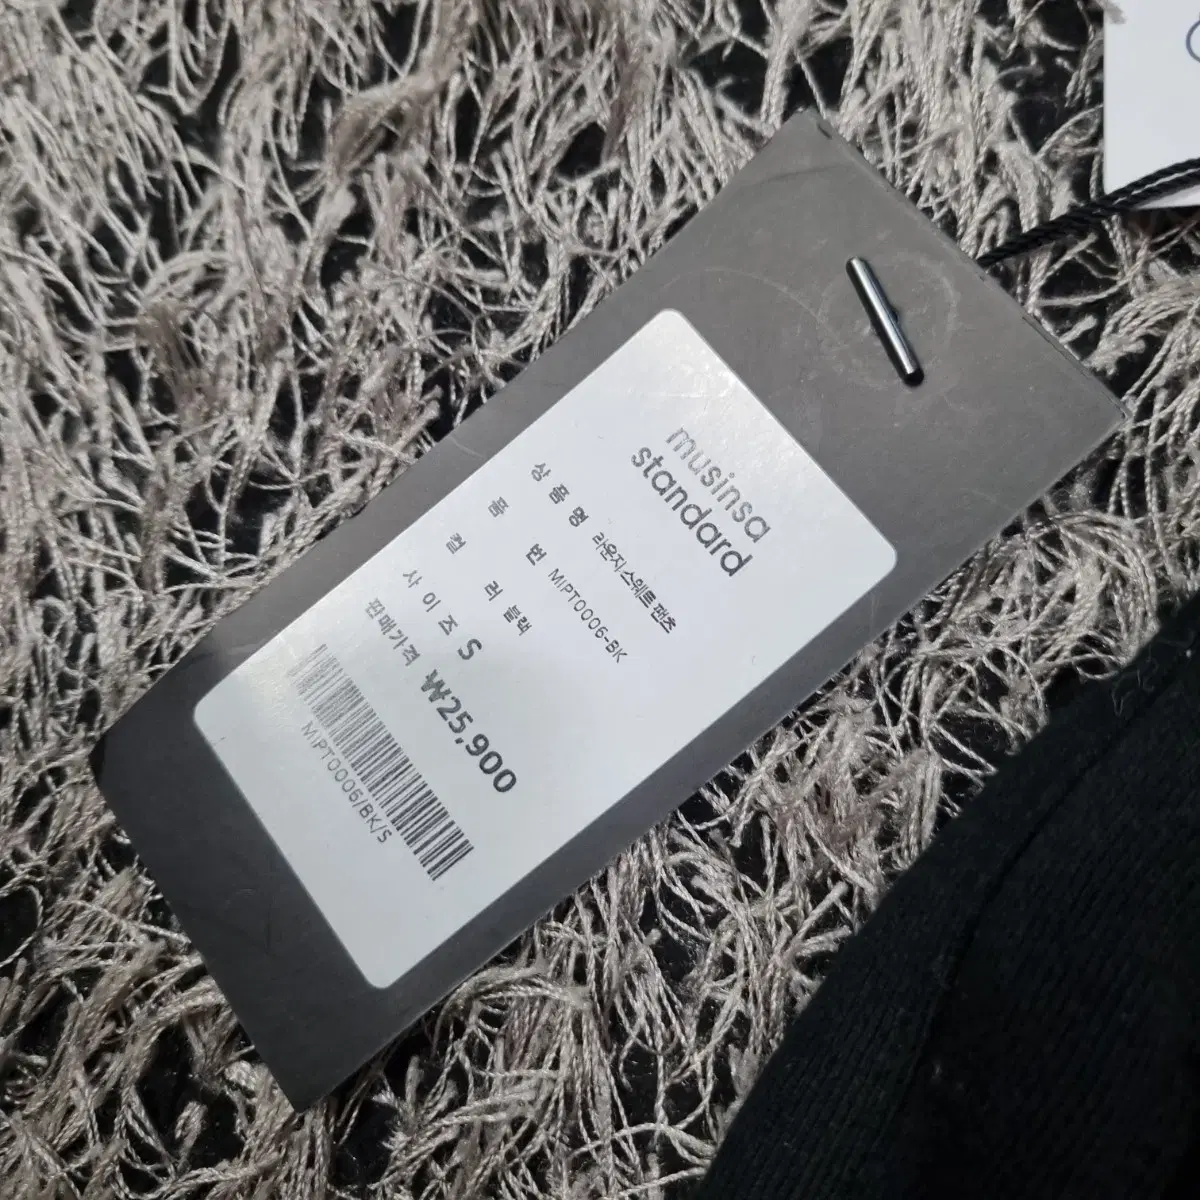 musinsa
standard
상품명 라운지 스웨트 팬츠
품번 MIPT0006-BK
컬러 블랙
사이즈 S
판매가격 ₩25,900
MIPT0006/BK/S